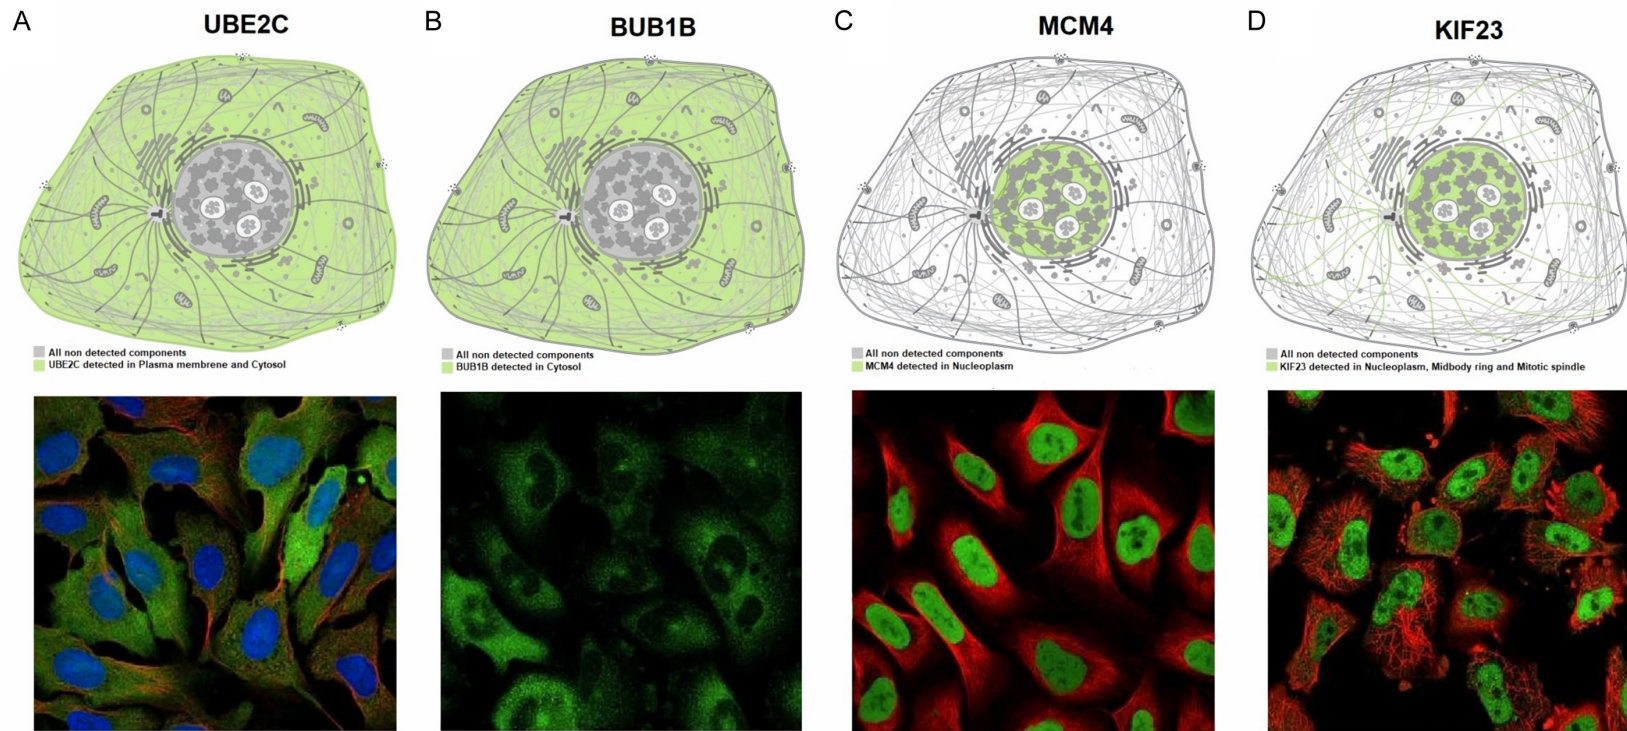 A
UBE2C
B
BUB1B
C
MCM4
D
KIF23
All non detected components
UBE2C detected in Plasma memrene and Cytosol
All non detected components
BUB1B detected in Cytosol
All non detected components
MCM4 detected in Nucleoplasm
All non detected components
KIF23 detected in Nucleoplasm, Midbody ring and Mitotic spindle